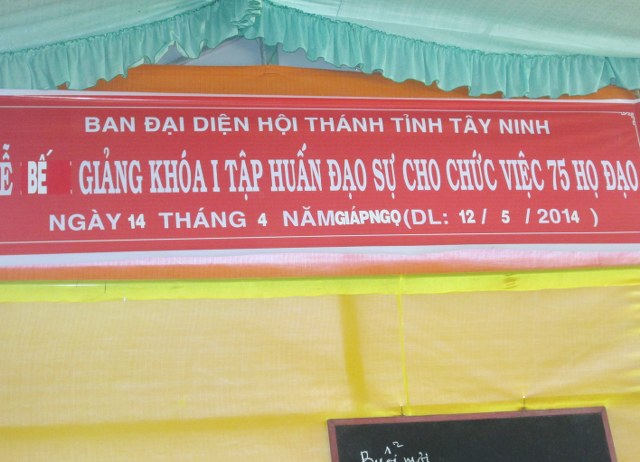 BAN ĐẠI DIỆN HỘI THÁNH TỈNH TÂY NINH
Ễ BẾ GIẢNG KHÓA I TẬP HUẤN ĐẠO SỰ CHO CHỨC VIỆC 75 HỌ ĐẠO
NGÀY 14 THÁNG 4 NĂM GIÁP NGỌ (DL: 12 / 5 / 2014 )